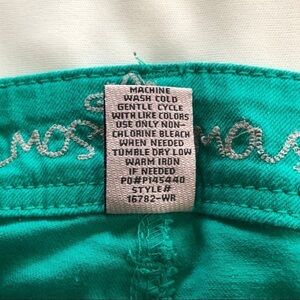 MACHINE
WASH COLD
GENTLE CYCLE
WITH LIKE COLORS
USE ONLY NON-
CHLORINE BLEACH
WHEN NEEDED
TUMBLE DRY LOW
WARM IRON
IF NEEDED
PO#P145440
STYLE#
16782-WR